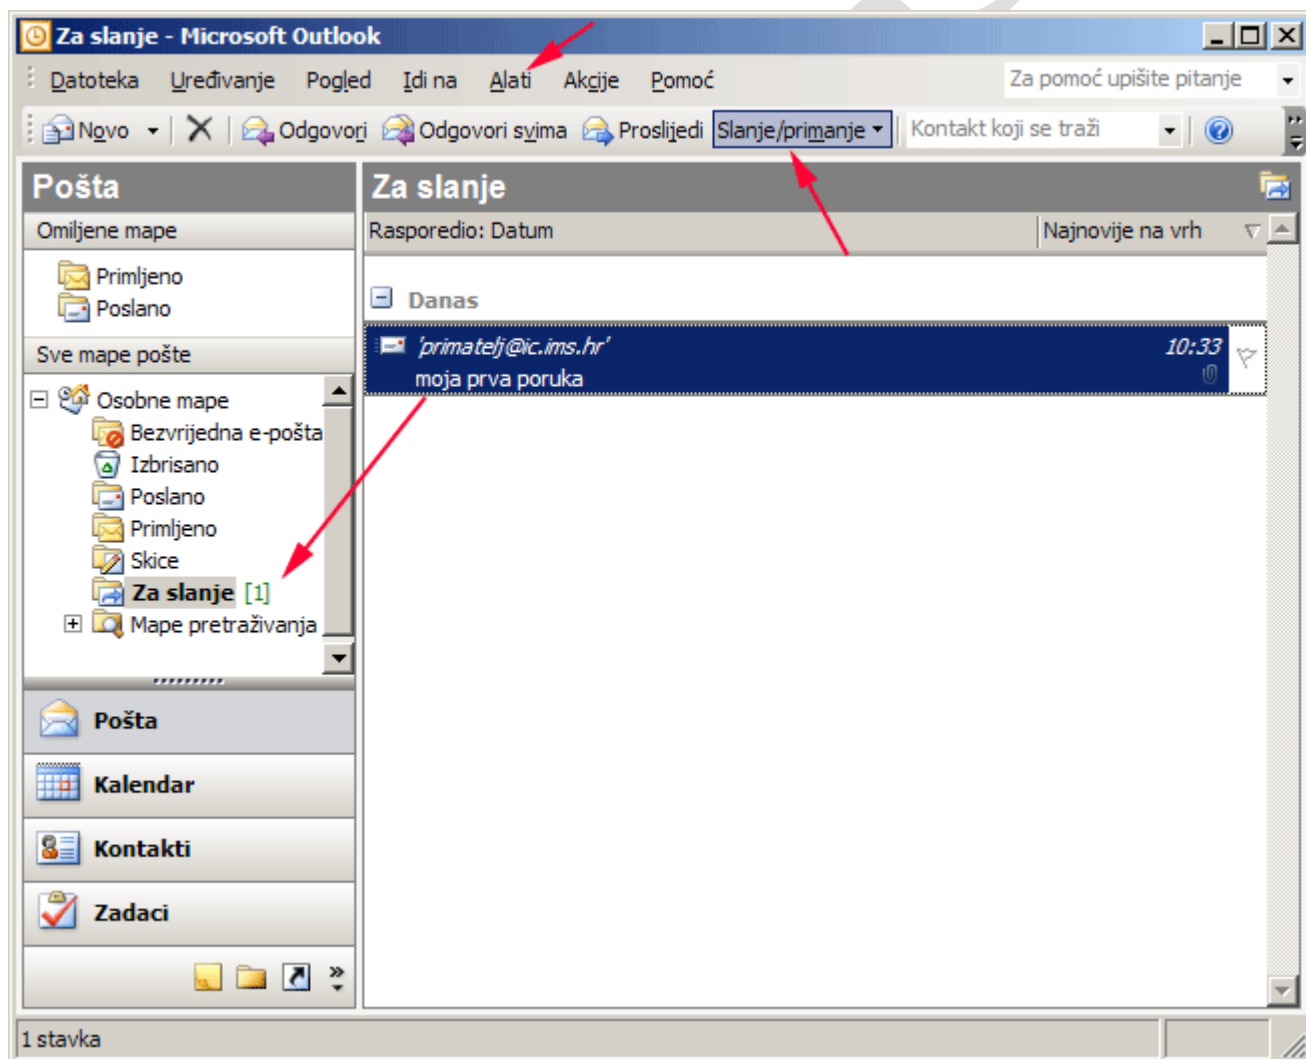 Za slanje - Microsoft Outlook
Datoteka Uređivanje Pogled Idi na Alati Akcije Pomoć Za pomoć upišite pitanje
Novo Odgovori Odgovori svima Proslijedi Slanje/primanje Kontakt koji se traži
Pošta
Omiljene mape
Primljeno
Poslano
Sve mape pošte
Osobne mape
Bezvrijedna e-pošta
Izbrisano
Poslano
Primljeno
Skice
Za slanje [1]
Mape pretraživanja
Pošta
Kalendar
Kontakti
Zadaci
Za slanje
Rasporedio: Datum Najnovije na vrh
Danas
'primatelj@ic.ims.hr' 10:33
moja prva poruka
1 stavka